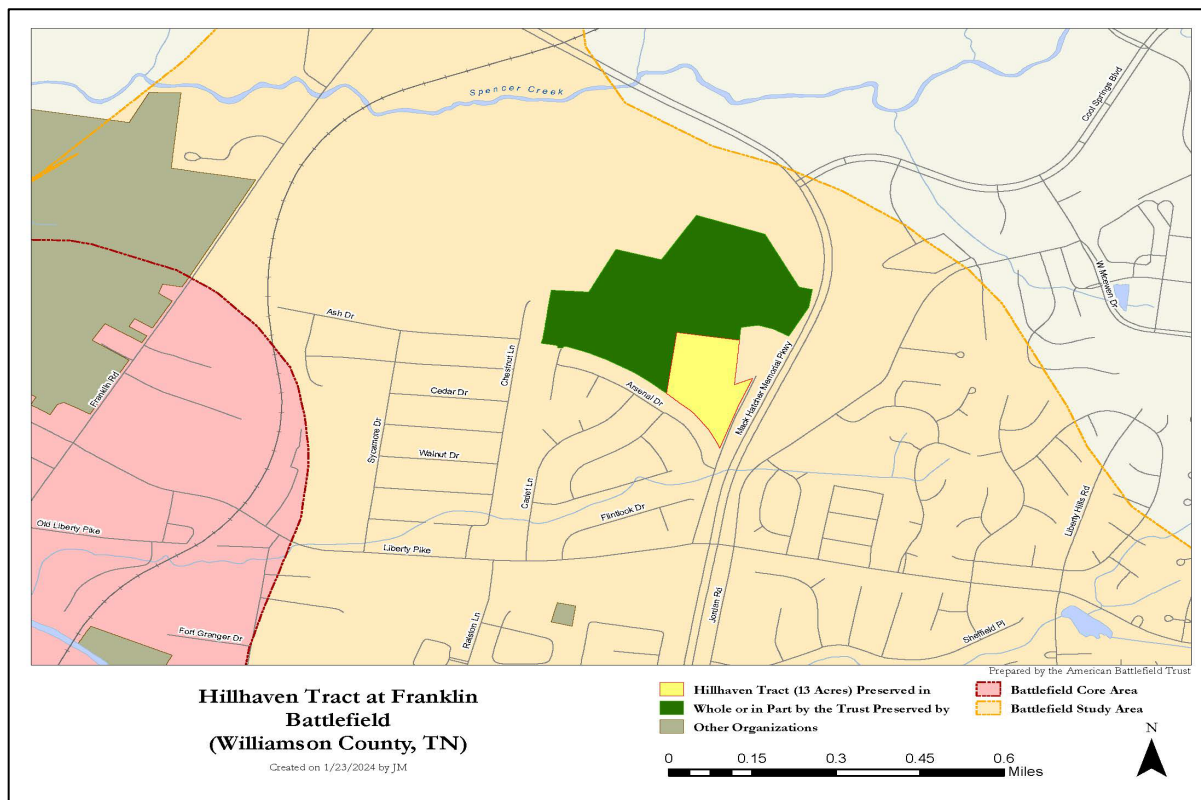 Spencer Creek
Cool Springs Blvd
W Mcewen Dr
Ash Dr
Chestnut Ln
Franklin Rd
Cedar Dr
Arsenal Dr
Mack Hatcher Memorial Pkwy
Sycamore Dr
Walnut Dr
Cadet Ln
Flintlock Dr
Liberty Hills Rd
Old Liberty Pike
Liberty Pike
Fort Granger Dr
Ralston Ln
Jordan Rd
Sheffield Pl
Prepared by the American Battlefield Trust
Hillhaven Tract at Franklin
Battlefield
(Williamson County, TN)
Created on 1/23/2024 by JM
Hillhaven Tract (13 Acres) Preserved in
Whole or in Part by the Trust Preserved by
Other Organizations
Battlefield Core Area
Battlefield Study Area
0 0.15 0.3 0.45 0.6
Miles
N